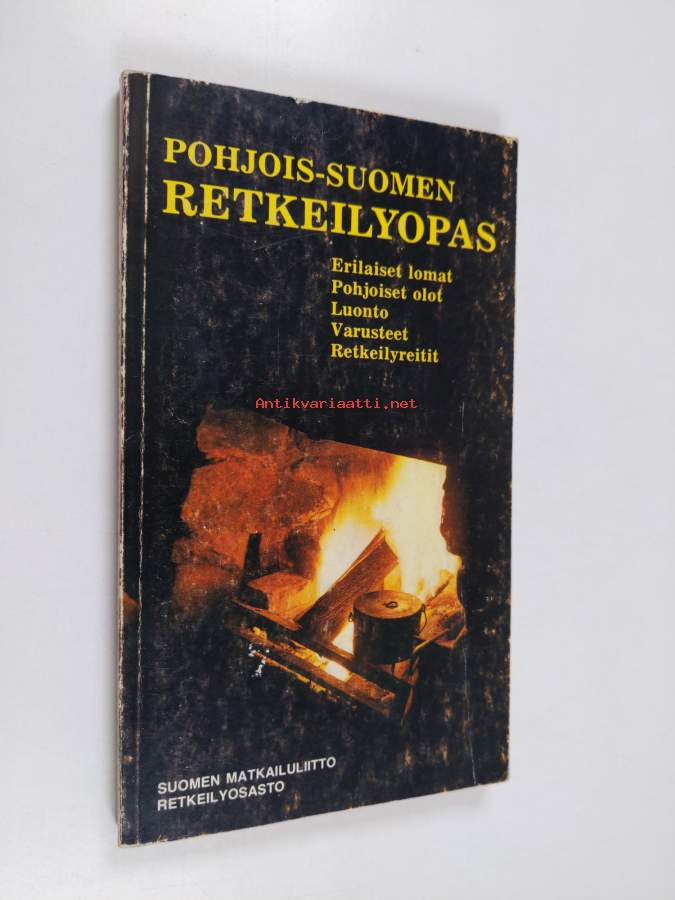 POHJOIS-SUOMEN
RETKEILYOPAS
Erilaiset lomat
Pohjoiset olot
Luonto
Varusteet
Retkeilyreitit
Antikvariaatti.net
SUOMEN MATKAILULIITTO
RETKEILYOSASTO